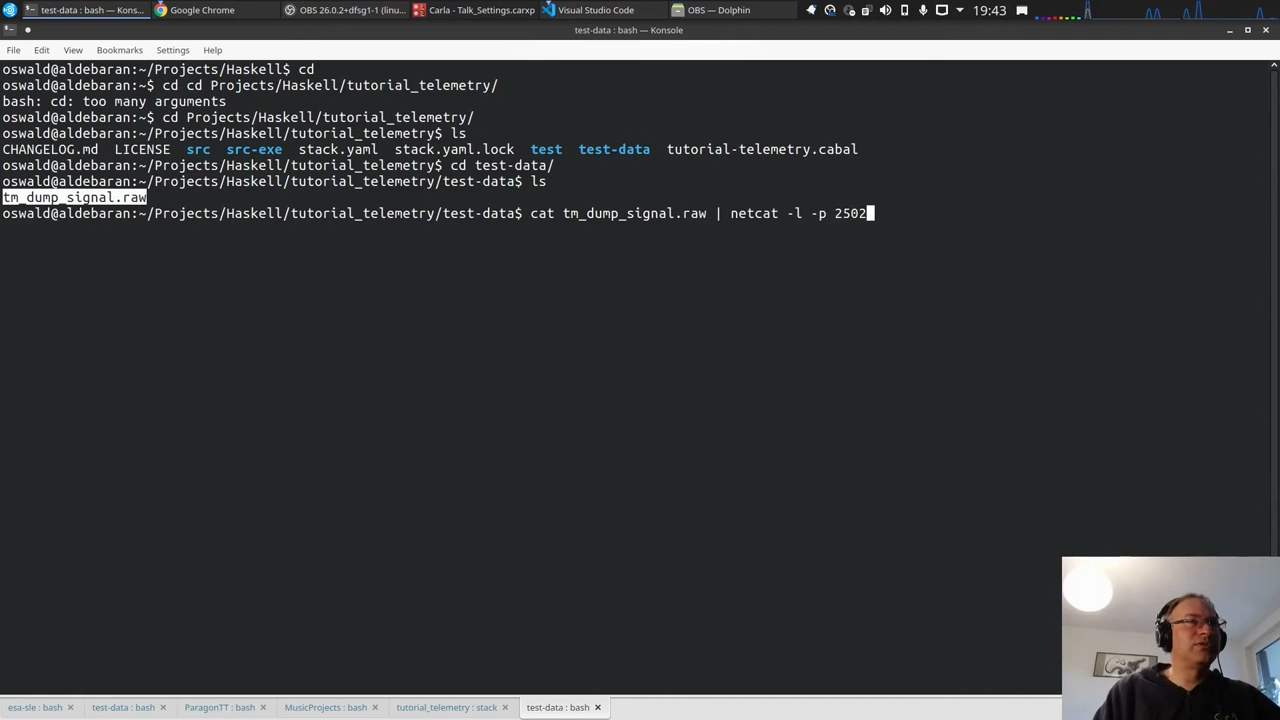 test-data : bash — Kons...
Google Chrome
OBS 26.0.2+dfsg1-1 (linu...
Carla - Talk_Settings.carxp
Visual Studio Code
OBS — Dolphin
19:43
test-data : bash — Konsole
File Edit View Bookmarks Settings Help
oswald@aldebaran:~/Projects/Haskell$ cd
oswald@aldebaran:~/Projects/Haskell$ cd cd Projects/Haskell/tutorial_telemetry/
bash: cd: too many arguments
oswald@aldebaran:~$ cd Projects/Haskell/tutorial_telemetry/
oswald@aldebaran:~/Projects/Haskell/tutorial_telemetry$ ls
CHANGELOG.md LICENSE src src-exe stack.yaml stack.yaml.lock test test-data tutorial-telemetry.cabal
oswald@aldebaran:~/Projects/Haskell/tutorial_telemetry$ cd test-data/
oswald@aldebaran:~/Projects/Haskell/tutorial_telemetry/test-data$ ls
tm_dump_signal.raw
oswald@aldebaran:~/Projects/Haskell/tutorial_telemetry/test-data$ cat tm_dump_signal.raw | netcat -l -p 2502
esa-sle : bash
test-data : bash
ParagonTT : bash
MusicProjects : bash
tutorial_telemetry : stack
test-data : bash